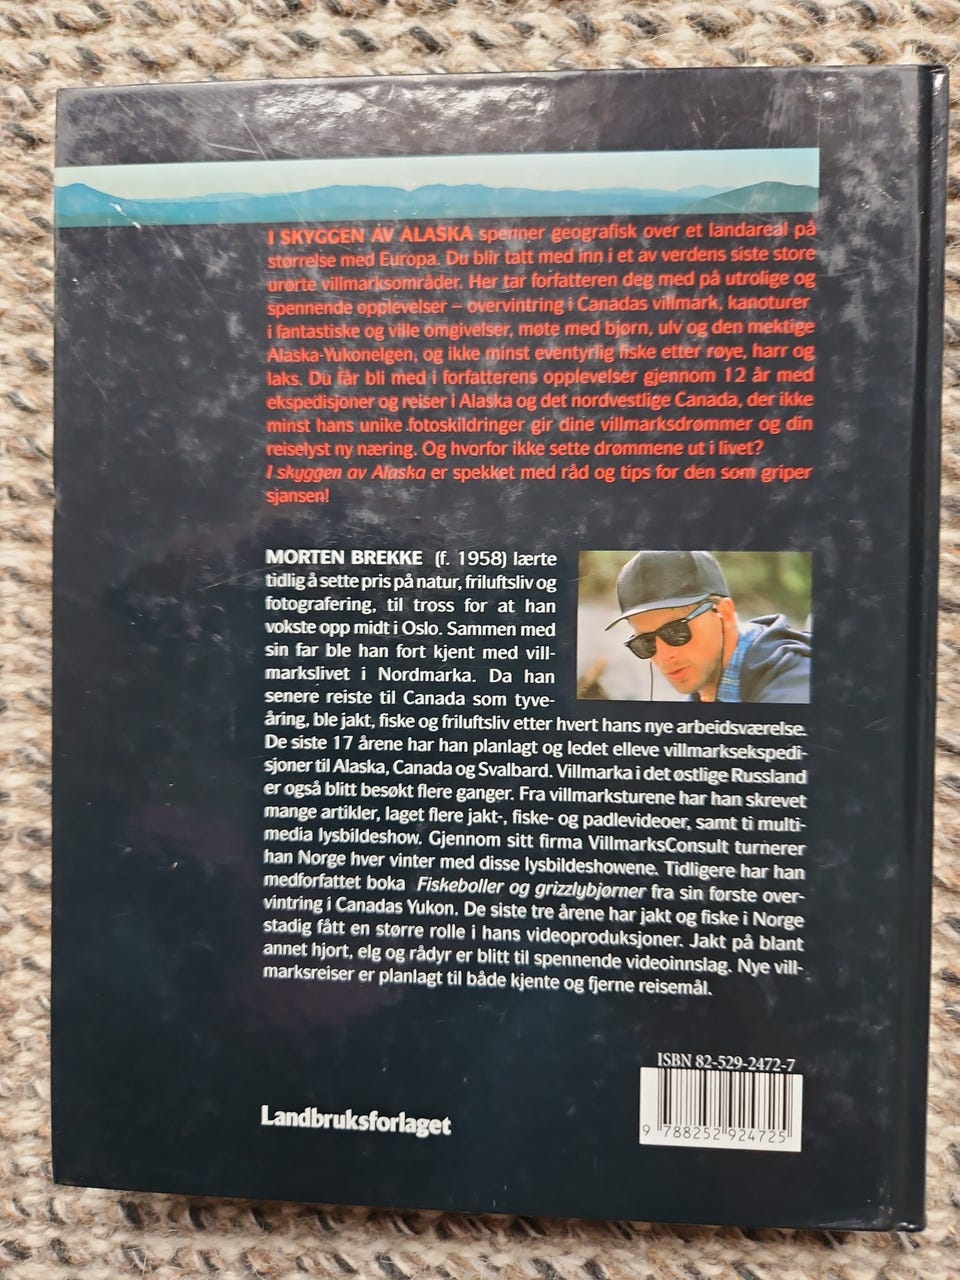 I SKYGGEN AV ALASKA spenner geografisk over et landareal på
størrelse med Europa. Du blir tatt med inn i et av verdens siste store
urørte villmarksområder. Her tar forfatteren deg med på utrolige og
spennende opplevelser – overvintring i Canadas villmark, kanoturer
i fantastiske og ville omgivelser, møte med bjørn, ulv og den mektige
Alaska-Yukonelgen, og ikke minst eventyrlig fiske etter røye, harr og
laks. Du får bli med i forfatterens opplevelser gjennom 12 år med
ekspedisjoner og reiser i Alaska og det nordvestlige Canada, der ikke
minst hans unike fotoskildringer gir dine villmarksdrømmer og din
reiselyst ny næring. Og hvorfor ikke sette drømmene ut i livet?
I skyggen av Alaska er spekket med råd og tips for den som griper
sjansen!
MORTEN BREKKE (f. 1958) lærte
tidlig å sette pris på natur, friluftsliv og
fotografering, til tross for at han
vokste opp midt i Oslo. Sammen med
sin far ble han fort kjent med vill-
markslivet i Nordmarka. Da han
senere reiste til Canada som tyve-
åring, ble jakt, fiske og friluftsliv etter hvert hans nye arbeidsværelse.
De siste 17 årene har han planlagt og ledet elleve villmarksekspedi-
sjoner til Alaska, Canada og Svalbard. Villmarka i det østlige Russland
er også blitt besøkt flere ganger. Fra villmarksturene har han skrevet
mange artikler, laget flere jakt-, fiske- og padlevideoer, samt ti multi-
media lysbildeshow. Gjennom sitt firma VillmarksConsult turnerer
han Norge hver vinter med disse lysbildeshowene. Tidligere har han
medforfattet boka Fiskeboller og grizzlybjørner fra sin første over-
vintring i Canadas Yukon. De siste tre årene har jakt og fiske i Norge
stadig fått en større rolle i hans videoproduksjoner. Jakt på blant
annet hjort, elg og rådyr er blitt til spennende videoinnslag. Nye vill-
marksreiser er planlagt til både kjente og fjerne reisemål.
ISBN 82-529-2472-7
9 788252 924725
Landbruksforlaget